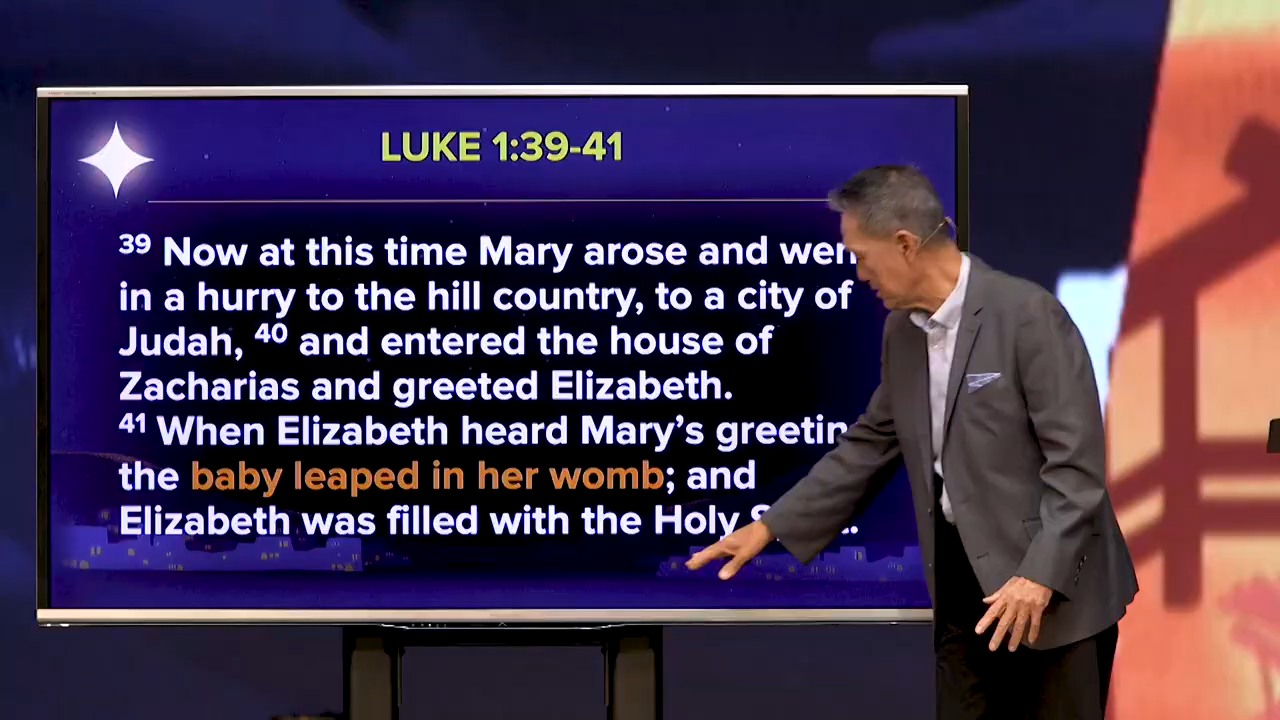 LUKE 1:39-41
39 Now at this time Mary arose and wen
in a hurry to the hill country, to a city of
Judah, 40 and entered the house of
Zacharias and greeted Elizabeth.
41 When Elizabeth heard Mary's greetin
the baby leaped in her womb; and
Elizabeth was filled with the Holy